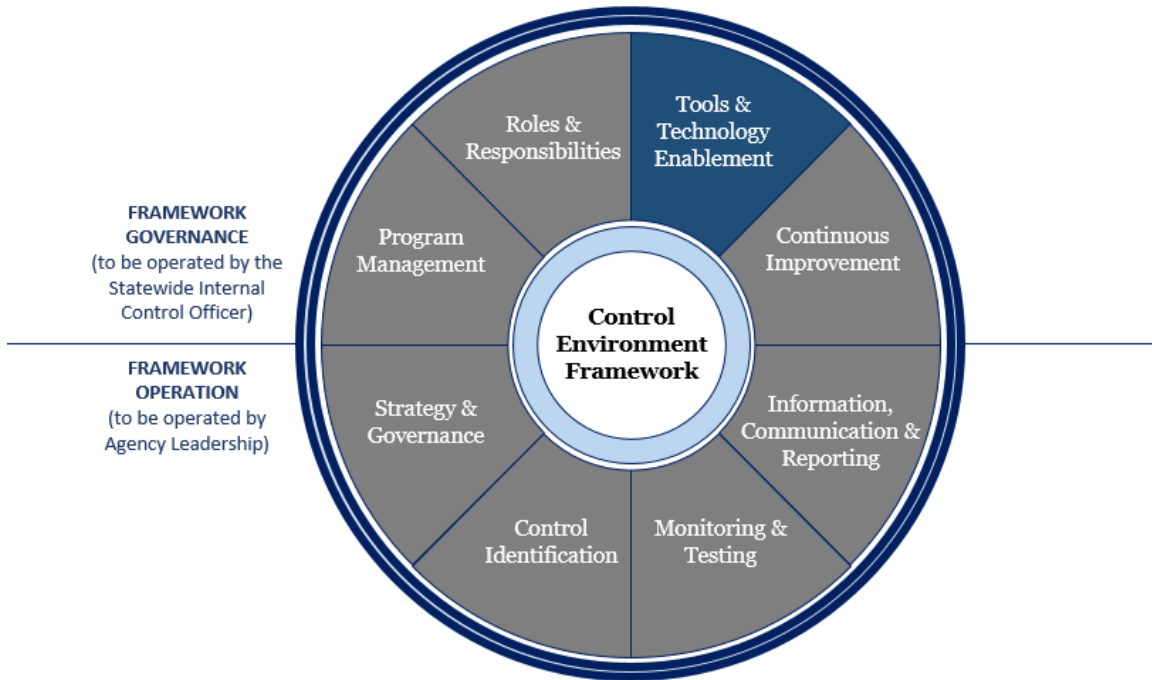 FRAMEWORK
GOVERNANCE
(to be operated by the
Statewide Internal
Control Officer)
FRAMEWORK
OPERATION
(to be operated by
Agency Leadership)
Roles &
Responsibilities
Tools &
Technology
Enablement
Program
Management
Continuous
Improvement
Control
Environment
Framework
Strategy &
Governance
Information,
Communication &
Reporting
Control
Identification
Monitoring &
Testing